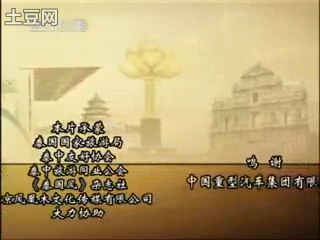 土豆网
本片承蒙
泰国国家旅游局
泰中友好协会
泰中旅游同业公会
《泰国风》杂志社
京凤凰木文化传媒有限公司
大力协助
鸣 谢
中国重型汽车集团有限